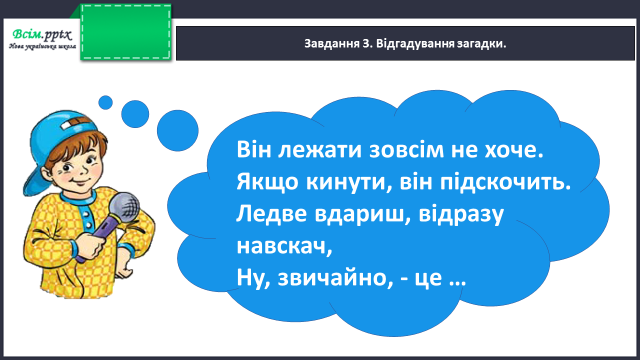 Всім.pptx
Нова українська школа
Завдання 3. Відгадування загадки.
Він лежати зовсім не хоче.
Якщо кинути, він підскочить.
Ледве вдариш, відразу
навскач,
Ну, звичайно, - це …